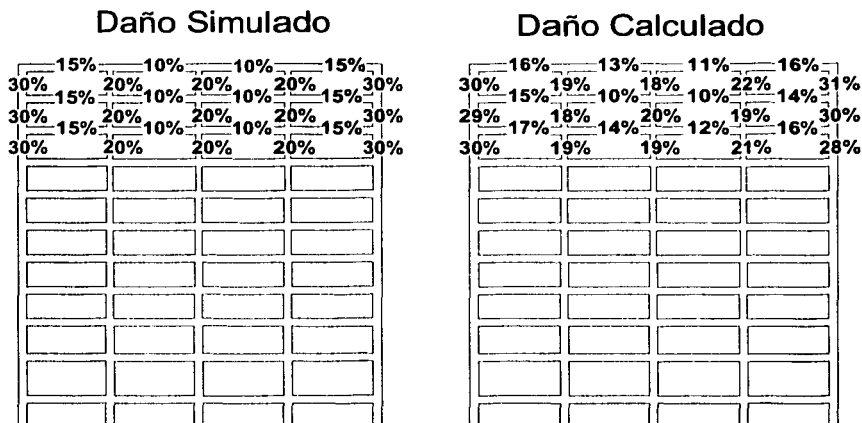 Daño Simulado
15% 10% 10% 15%
30% 20% 20% 20% 30%
15% 10% 10% 15%
30% 20% 20% 20% 30%
15% 10% 10% 15%
30% 20% 20% 20% 30%
Daño Calculado
16% 13% 11% 16%
30% 19% 18% 22% 31%
15% 10% 10% 14%
29% 18% 20% 19% 30%
17% 14% 12% 16%
30% 19% 19% 21% 28%